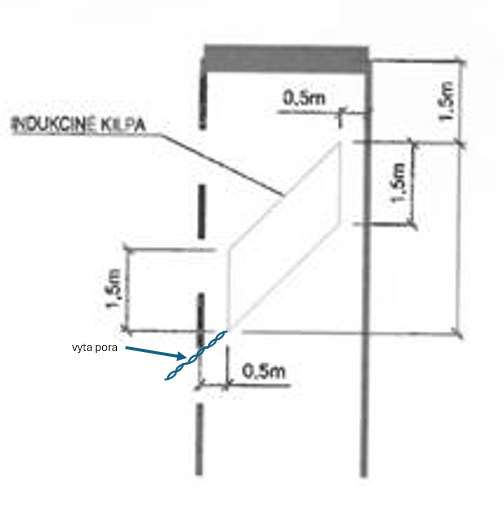 0,5m
1,5m
INDUKCINĖ KILPA
1,5m
1,5m
vyta pora
0,5m